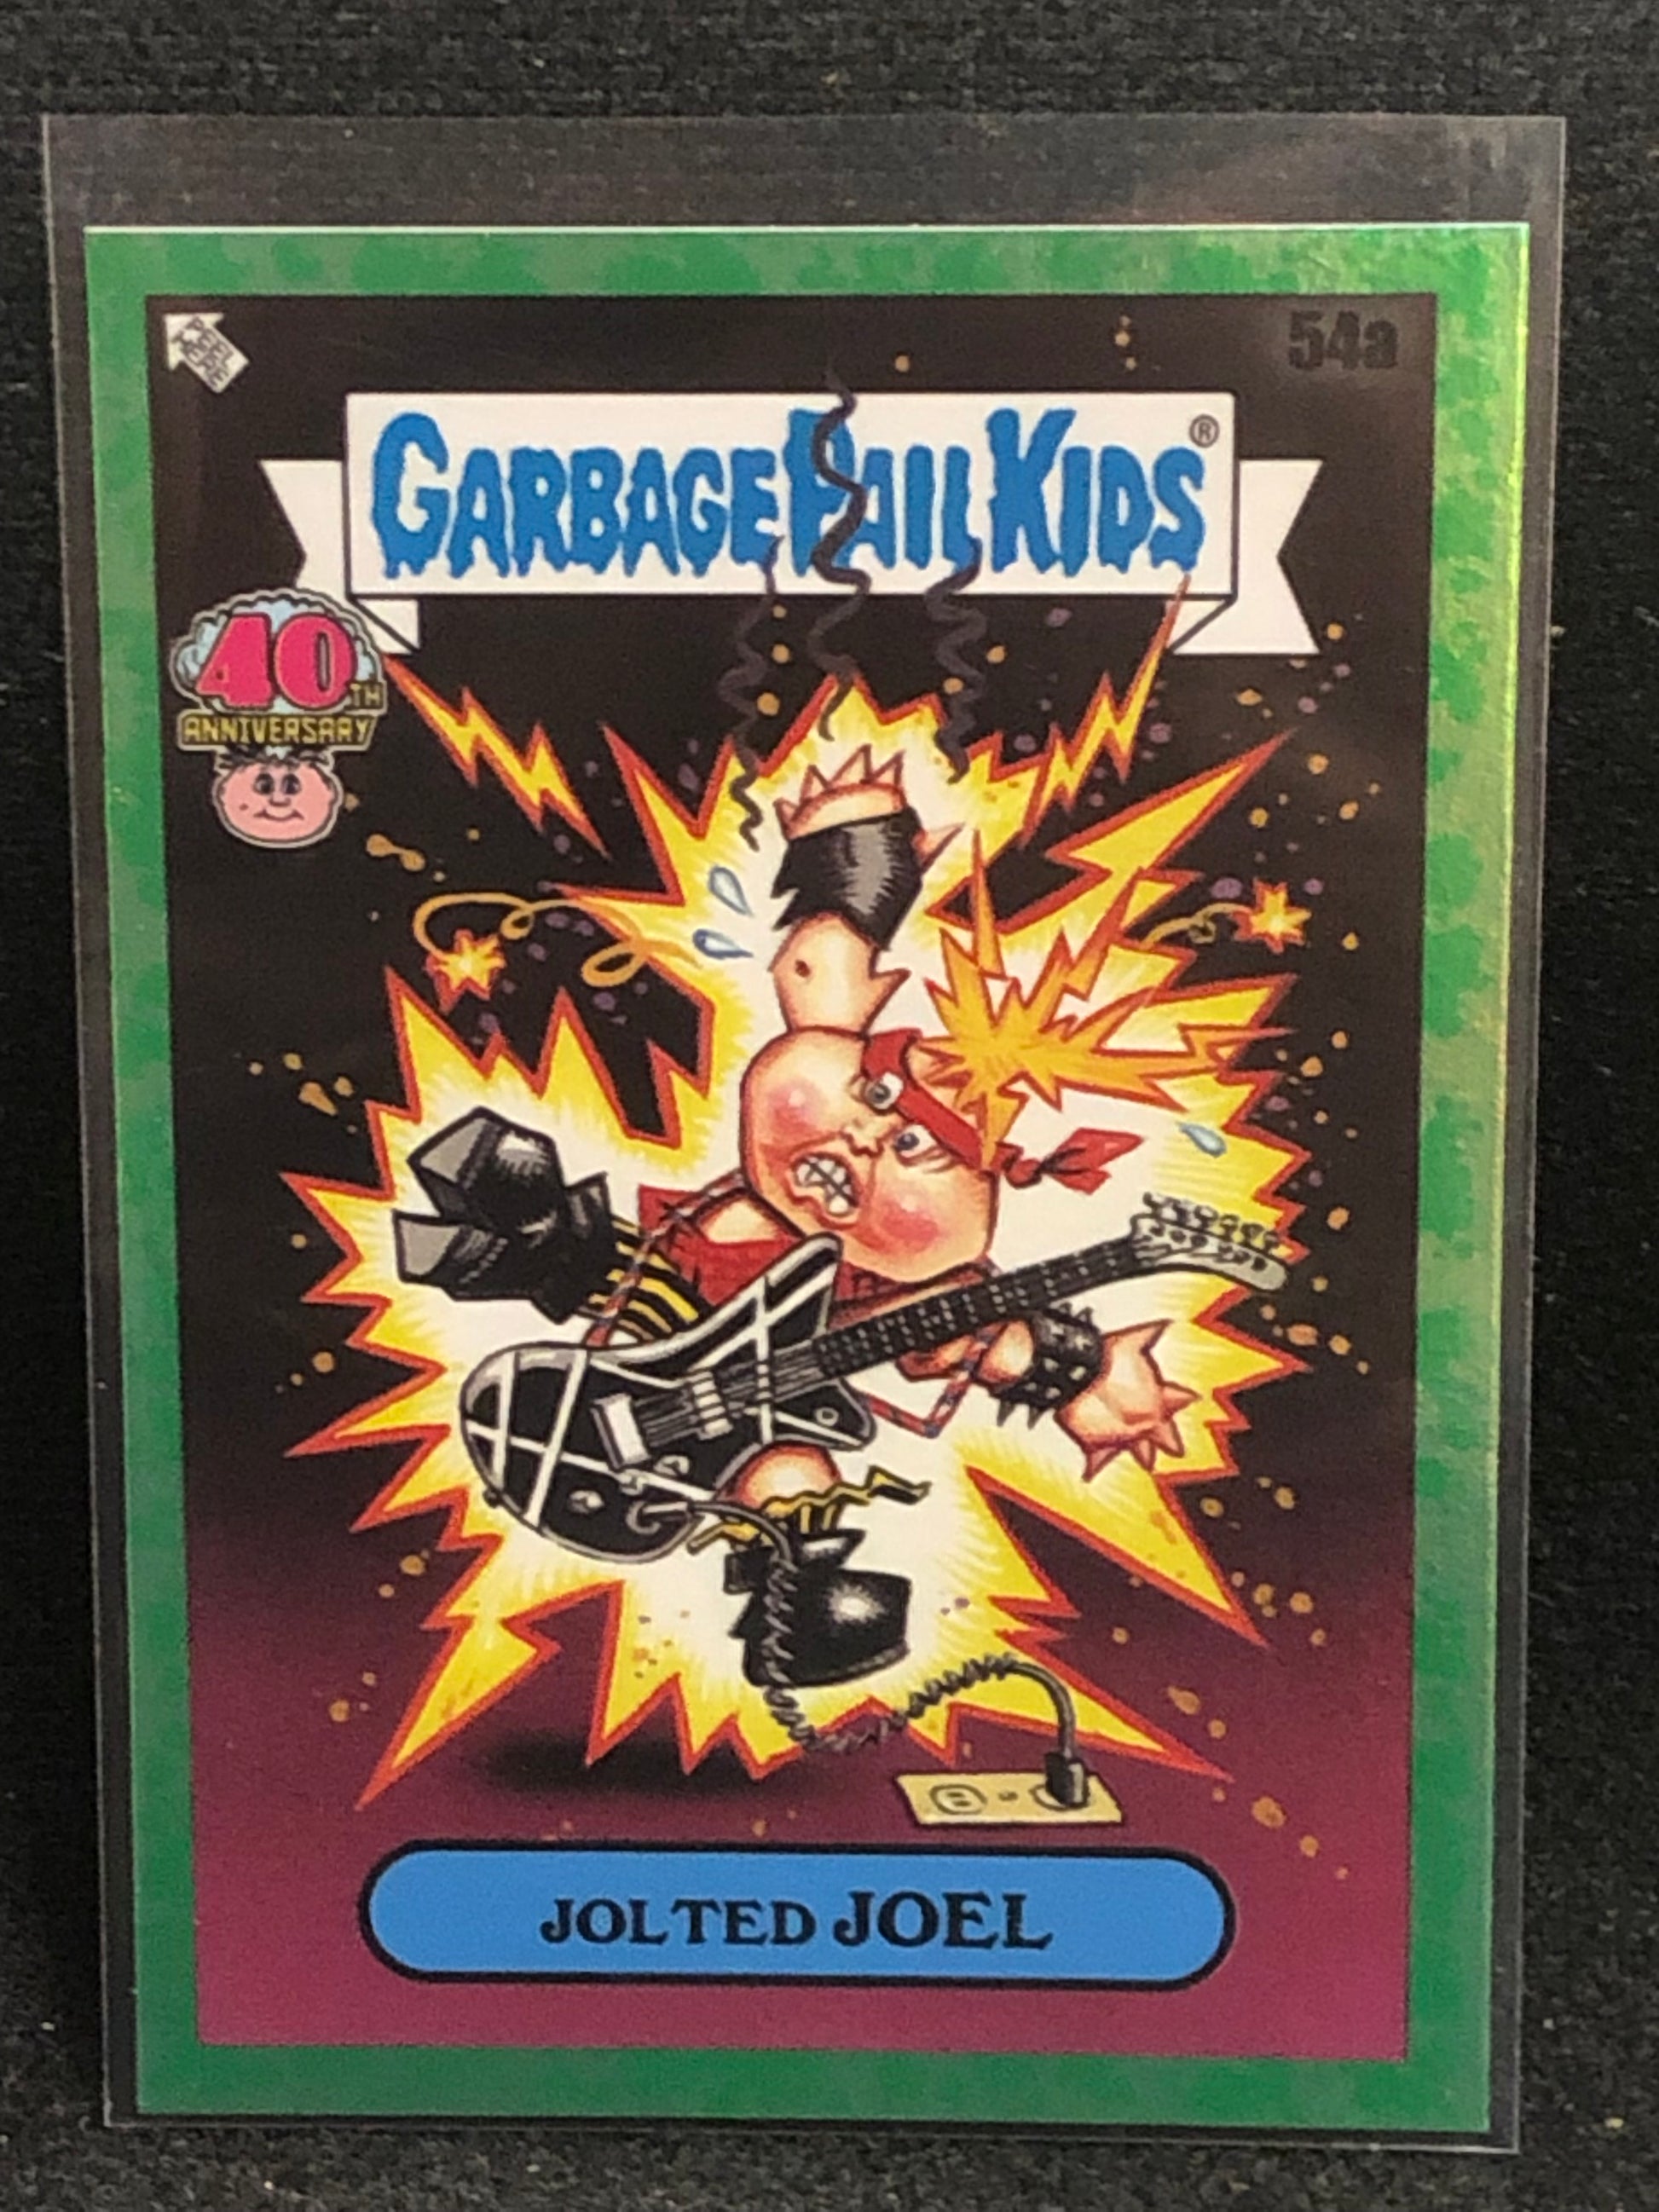 54a
GARBAGE PAIL KIDS®
40TH
ANNIVERSARY
JOLTED JOEL